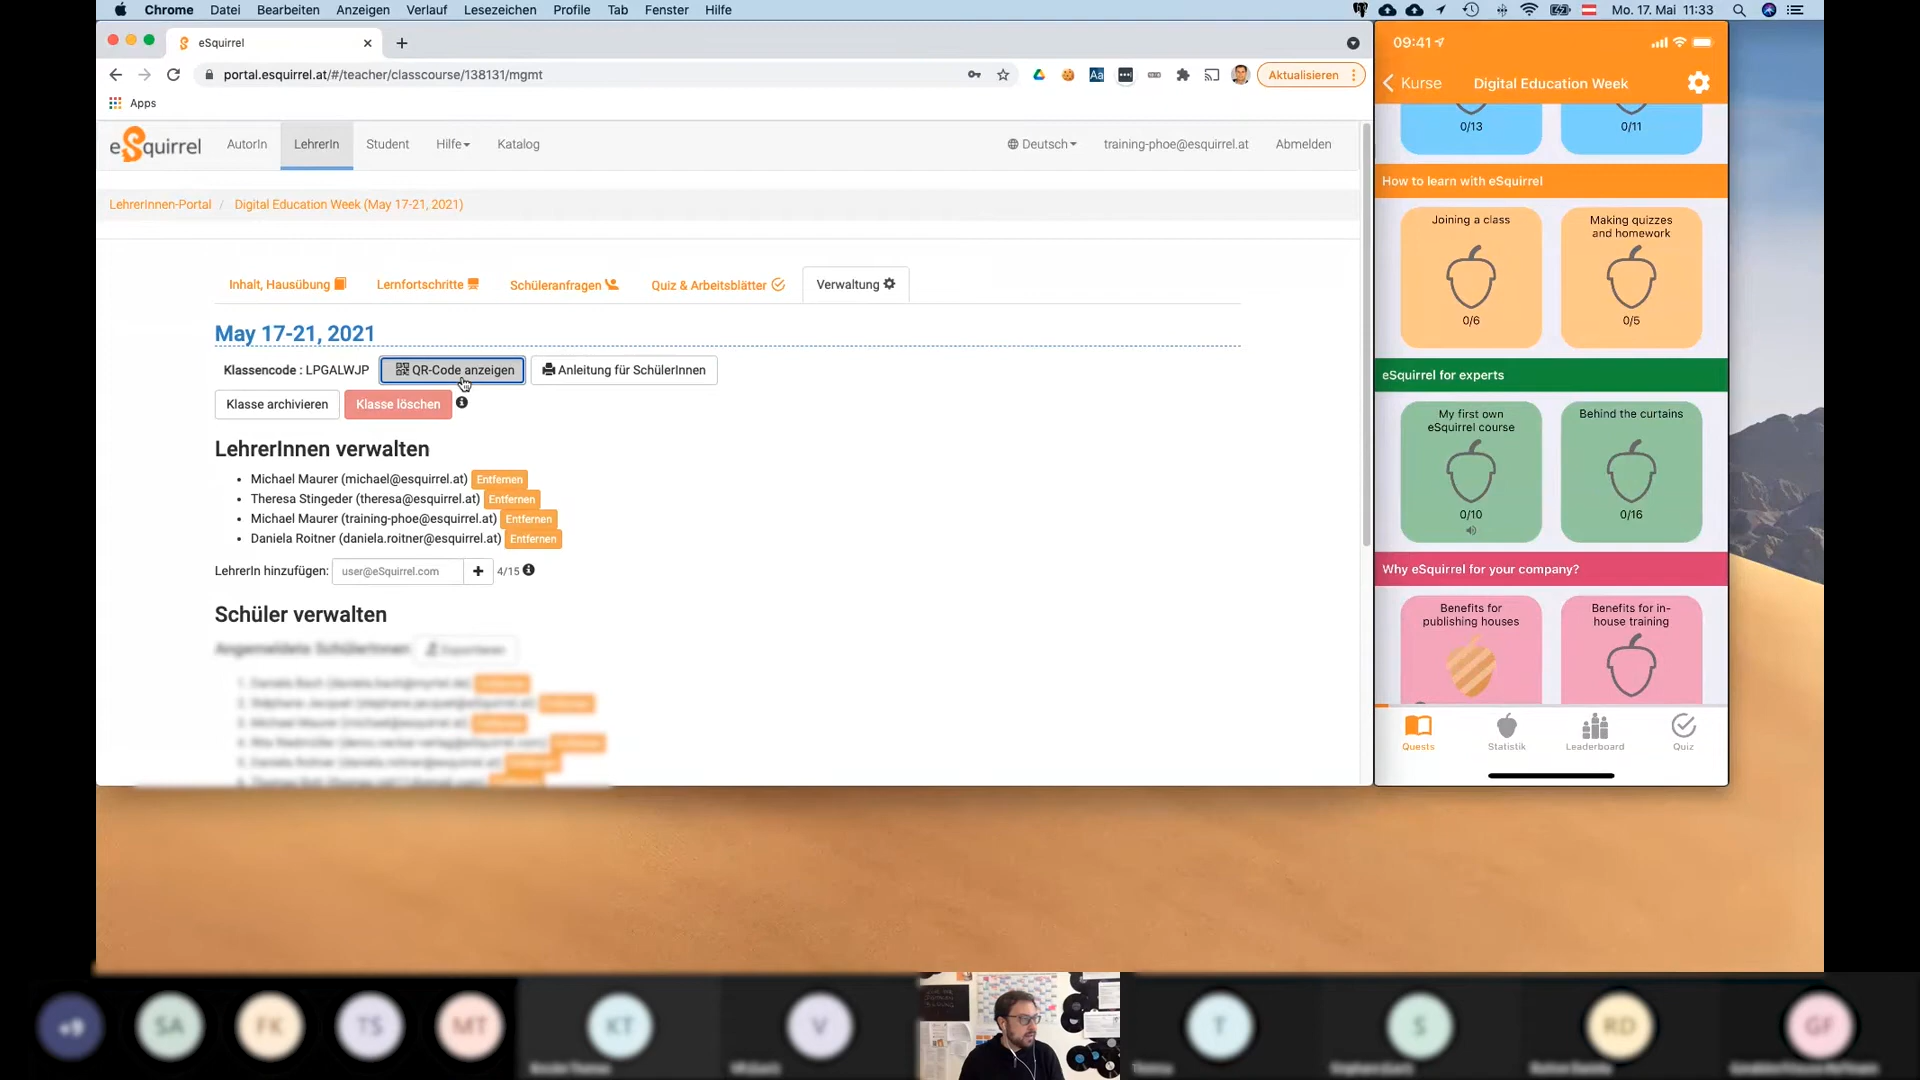 Chrome Datei Bearbeiten Anzeigen Verlauf Lesezeichen Profile Tab Fenster Hilfe
Mo. 17. Mai 11:33
eSquirrel
portal.esquirrel.at/#/teacher/classcourse/138131/mgmt
Aktualisieren
Apps
eSquirrel
AutorIn LehrerIn Student Hilfe Katalog
Deutsch training-phoe@esquirrel.at Abmelden
LehrerInnen-Portal / Digital Education Week (May 17-21, 2021)
Inhalt, Hausübung Lernfortschritte Schüleranfragen Quiz & Arbeitsblätter Verwaltung
May 17-21, 2021
Klassencode : LPGALWJP QR-Code anzeigen Anleitung für SchülerInnen
Klasse archivieren Klasse löschen
LehrerInnen verwalten
Michael Maurer (michael@esquirrel.at) Entfernen
Theresa Stingeder (theresa@esquirrel.at) Entfernen
Michael Maurer (training-phoe@esquirrel.at) Entfernen
Daniela Roitner (daniela.roitner@esquirrel.at) Entfernen
LehrerIn hinzufügen: user@eSquirrel.com + 4/15
Schüler verwalten
09:41
Kurse Digital Education Week
0/13 0/11
How to learn with eSquirrel
Joining a class
0/6
Making quizzes
and homework
0/5
eSquirrel for experts
My first own
eSquirrel course
0/10
Behind the curtains
0/16
Why eSquirrel for your company?
Benefits for
publishing houses
Benefits for in-
house training
Quests Statistik Leaderboard Quiz
+9 SA FK TS MT KT V T S RD GF